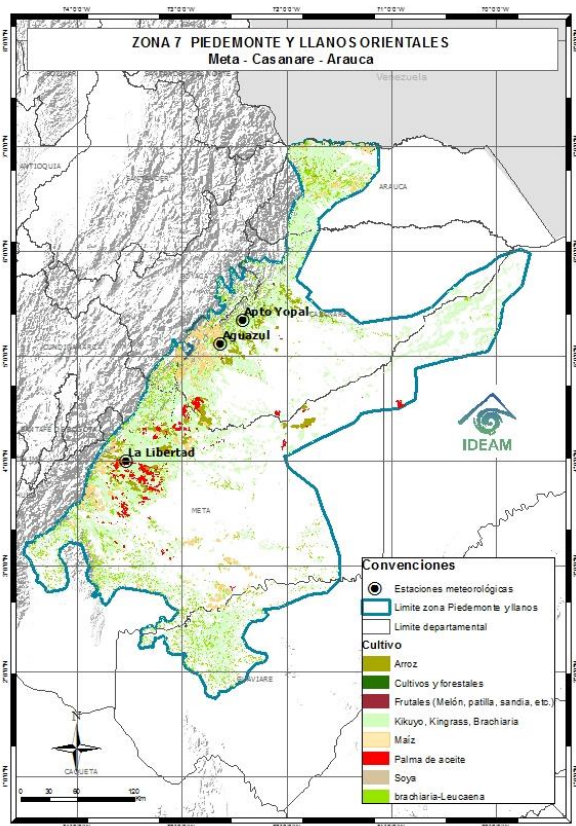 ZONA 7 PIEDEMONTE Y LLANOS ORIENTALES
Meta - Casanare - Arauca
Venezuela
ANTIOQUIA
ARAUCA
Apto Yopal
Aguazul
IDEAM
La Libertad
META
Convenciones
Estaciones meteorológicas
Limite zona Piedemonte y llanos
Limite departamental
Cultivo
Arroz
Cultivos y forestales
Frutales (Melón, patilla, sandia, etc.)
Kikuyo, Kingrass, Brachiaria
Maíz
Palma de aceite
Soya
brachiaria-Leucaena
N
CAQUETA
0 30 60 120
Km